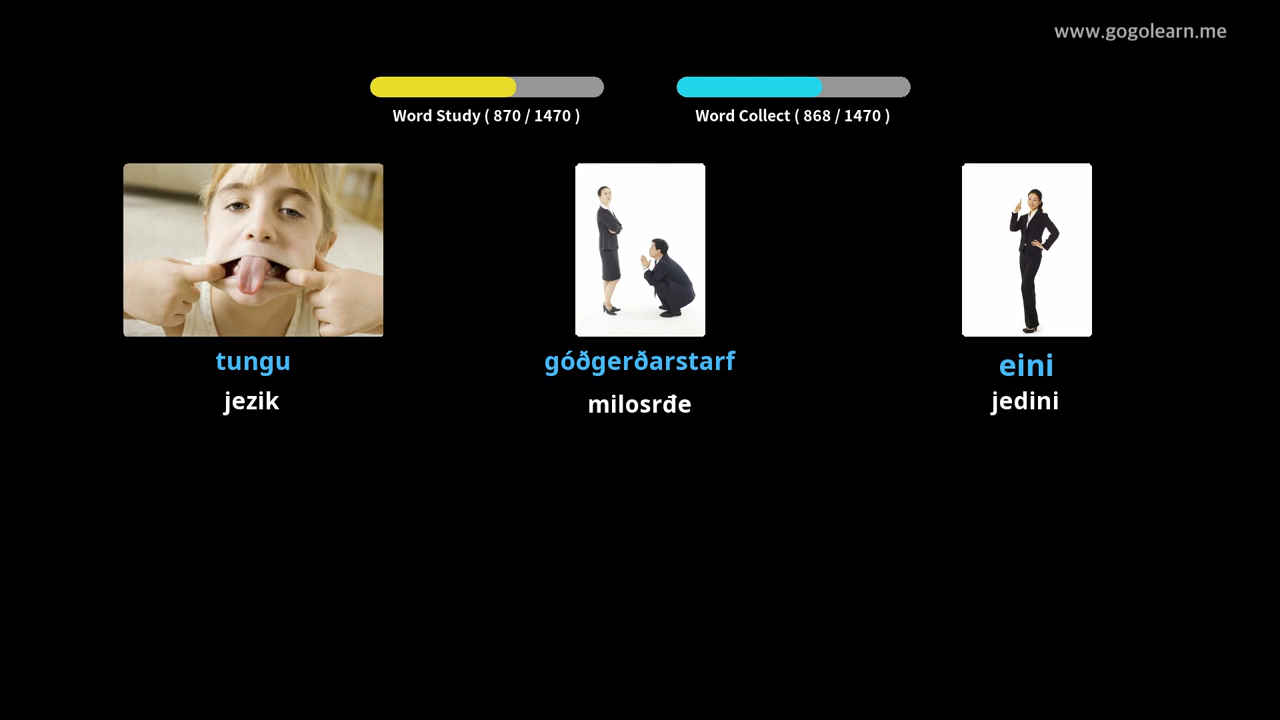 www.gogolearn.me
Word Study ( 870 / 1470 )
Word Collect ( 868 / 1470 )
tungu
jezik
góðgerðarstarf
milosrđe
eini
jedini